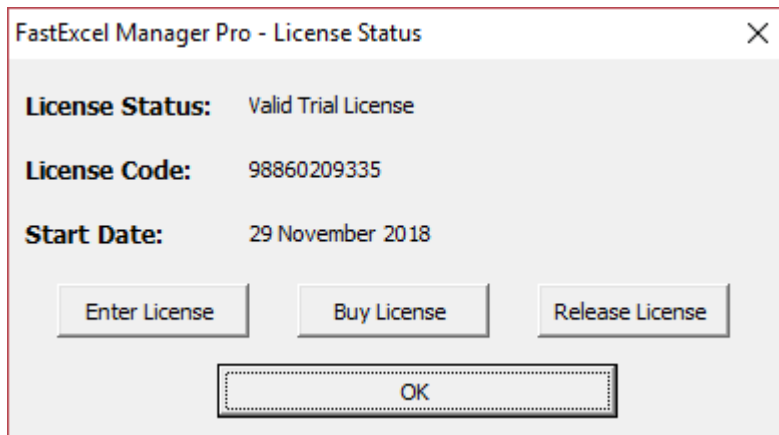 FastExcel Manager Pro - License Status
License Status: Valid Trial License
License Code: 98860209335
Start Date: 29 November 2018
Enter License Buy License Release License
OK